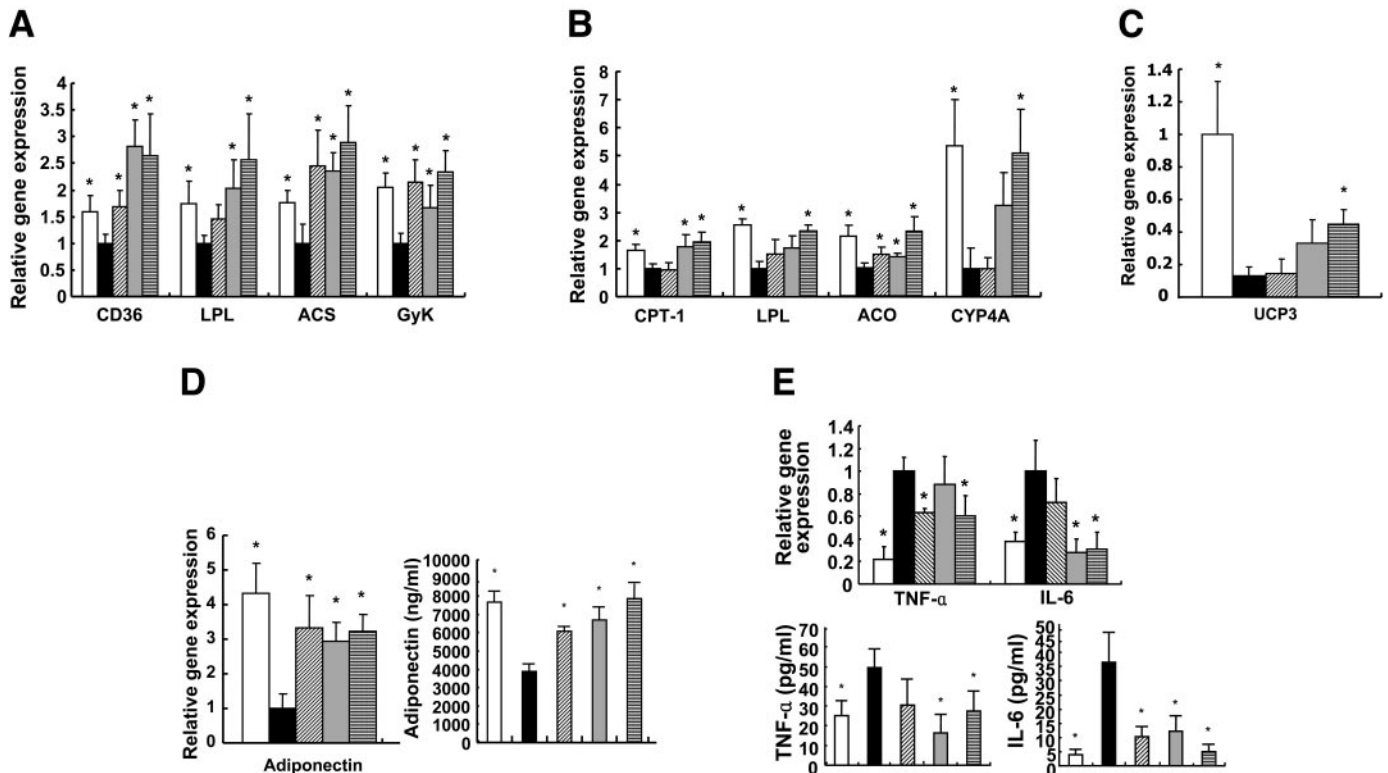 A
Relative gene expression
4
3.5
3
2.5
2
1.5
1
0.5
0
* * * *
* * *
* * * *
* * * *
CD36 LPL ACS GyK
B
Relative gene expression
8
7
6
5
4
3
2
1
0
* * *
* *
* * * *
* *
CPT-1 LPL ACO CYP4A
C
Relative gene expression
1.4
1.2
1
0.8
0.6
0.4
0.2
0
* *
UCP3
D
Relative gene expression
6
5
4
3
2
1
0
* * * *
Adiponectin
Adiponectin (ng/ml)
10000
9000
8000
7000
6000
5000
4000
3000
2000
1000
0
* * * *
E
Relative gene
expression
1.4
1.2
1
0.8
0.6
0.4
0.2
0
* * *
* * *
TNF-α IL-6
TNF-α (pg/ml)
70
60
50
40
30
20
10
0
* * *
IL-6 (pg/ml)
50
45
40
35
30
25
20
15
10
5
0
* * * *